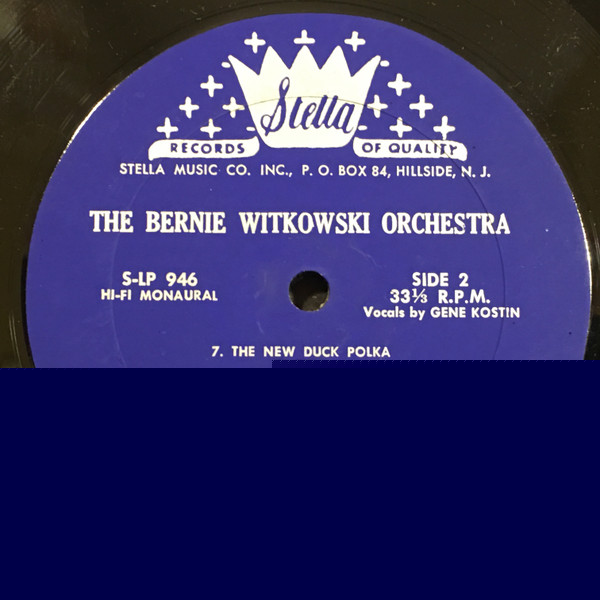 Stella
RECORDS OF QUALITY
STELLA MUSIC CO. INC., P. O. BOX 84, HILLSIDE, N. J.
THE BERNIE WITKOWSKI ORCHESTRA
S-LP 946
HI-FI MONAURAL
SIDE 2
33⅓ R.P.M.
Vocals by GENE KOSTIN
7. THE NEW DUCK POLKA